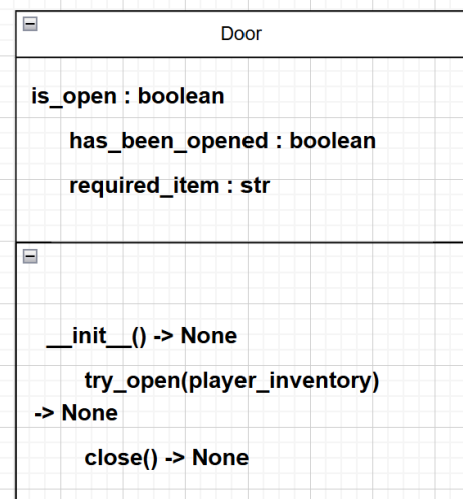 Door
is_open : boolean
has_been_opened : boolean
required_item : str
__init__() -> None
try_open(player_inventory)
-> None
close() -> None